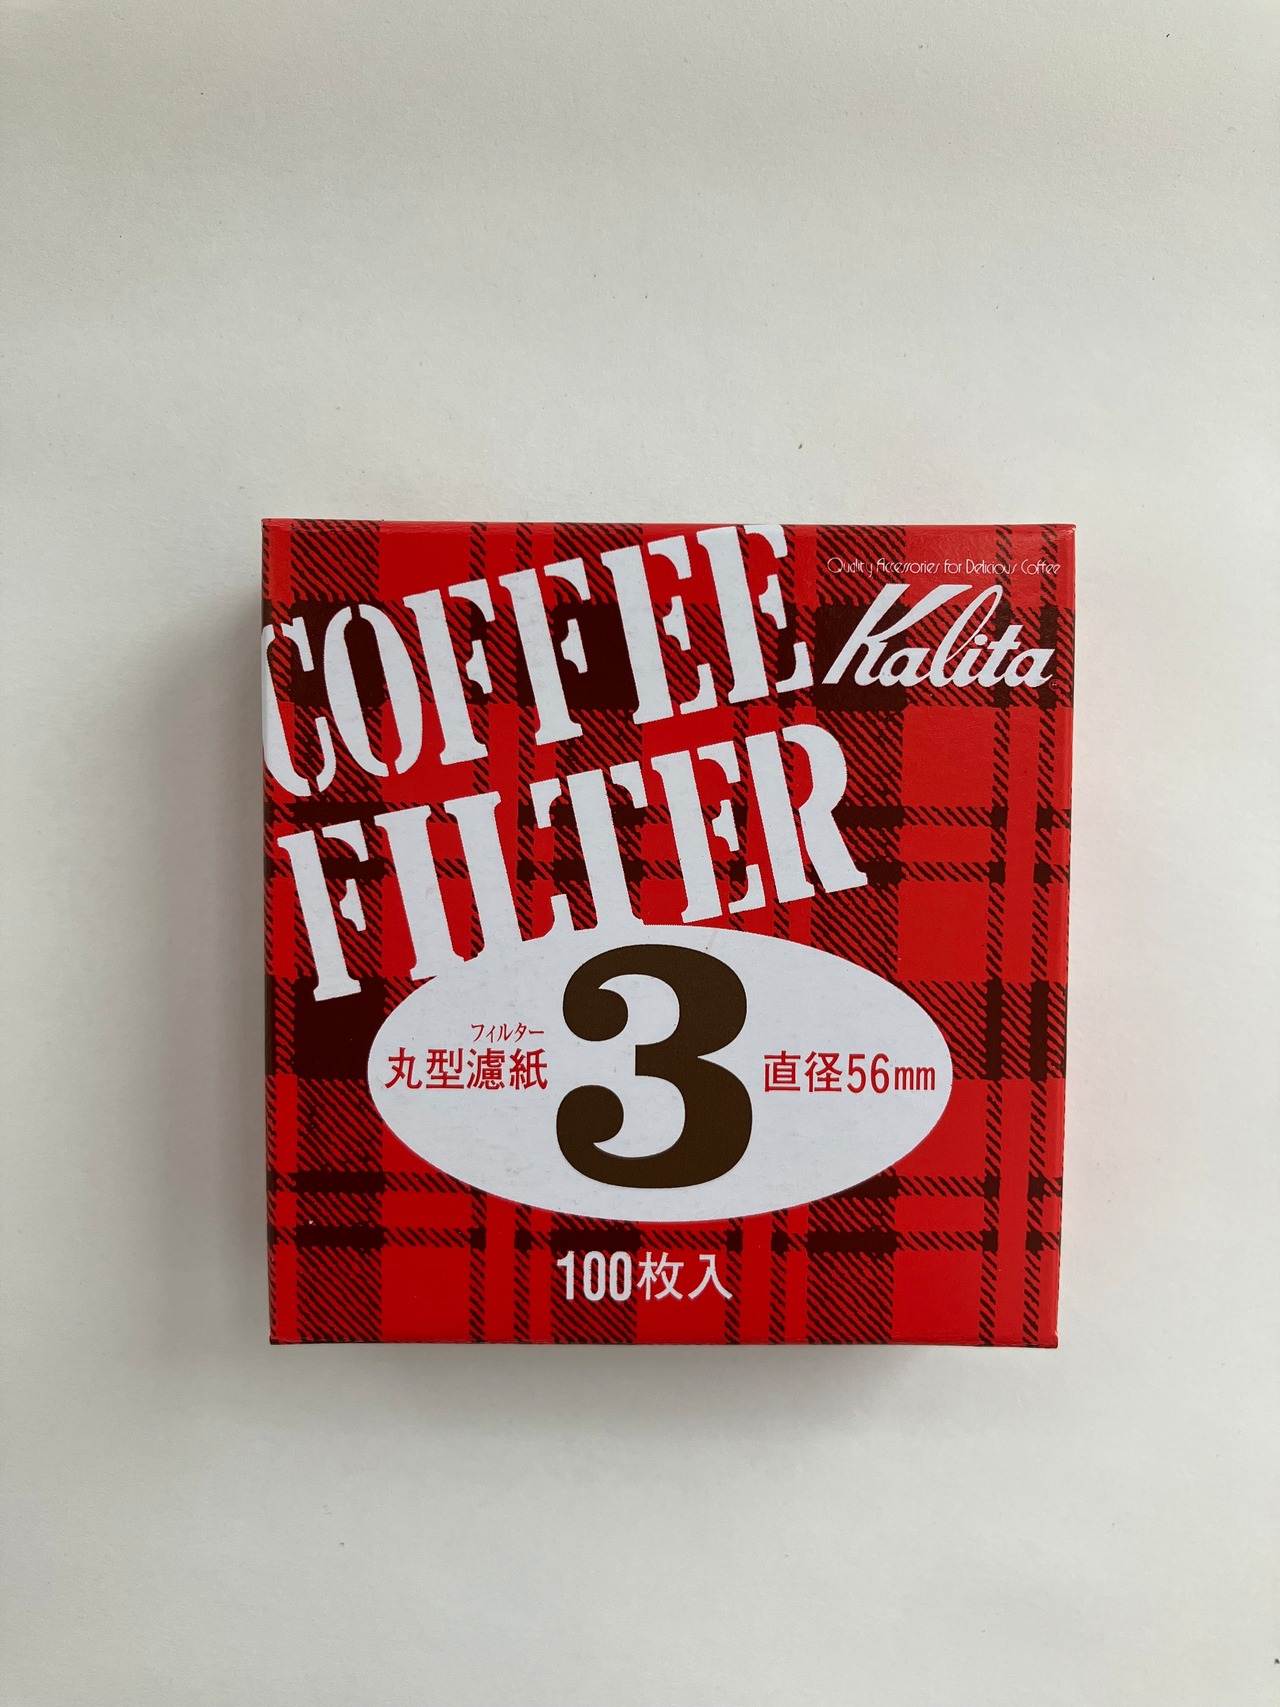 Quality Accessories for Delicious Coffee
Kalita
COFFEE
FILTER
フィルター
丸型濾紙
3
直径56mm
100枚入